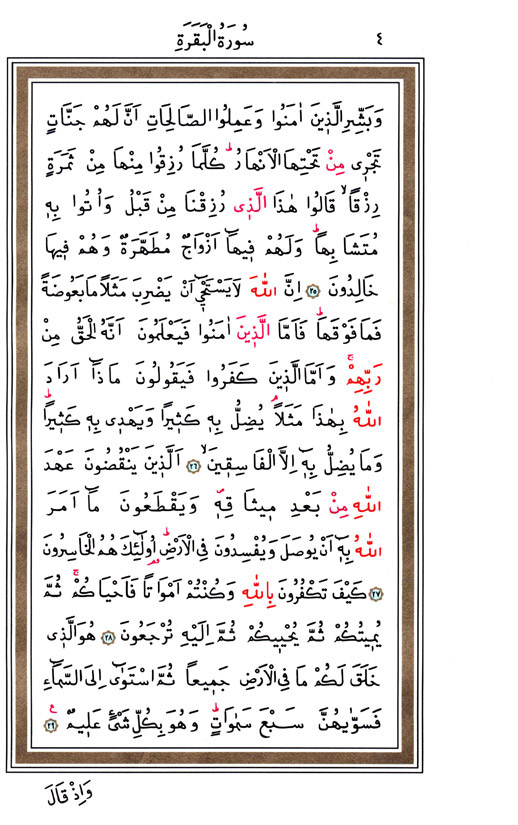 سُورَةُ الْبَقَرَةِ ٤
وَبَشِّرِ الَّذ۪ينَ اٰمَنُوا وَعَمِلُوا الصَّالِحَاتِ اَنَّ لَهُمْ جَنَّاتٍ
تَجْر۪ي مِنْ تَحْتِهَا الْاَنْهَارُۜ كُلَّمَا رُزِقُوا مِنْهَا مِنْ ثَمَرَةٍ
رِزْقًاۙ قَالُوا هٰذَا الَّذ۪ي رُزِقْنَا مِنْ قَبْلُ وَاُتُوا بِه۪
مُتَشَابِهًاۜ وَلَهُمْ ف۪يهَٓا اَزْوَاجٌ مُطَهَّرَةٌ وَهُمْ ف۪يهَا
خَالِدُونَ ﴿٢٥﴾ اِنَّ اللّٰهَ لَا يَسْتَحْي۪ٓ اَنْ يَضْرِبَ مَثَلًا مَا بَعُوضَةً
فَمَا فَوْقَهَاۜ فَاَمَّا الَّذ۪ينَ اٰمَنُوا فَيَعْلَمُونَ اَنَّهُ الْحَقُّ مِنْ
رَبِّهِمْۚ وَاَمَّا الَّذ۪ينَ كَفَرُوا فَيَقُولُونَ مَاذَٓا اَرَادَ
اللّٰهُ بِهٰذَا مَثَلًاۢ يُضِلُّ بِه۪ كَث۪يرًا وَيَهْد۪ي بِه۪ كَث۪يرًاۜ
وَمَا يُضِلُّ بِه۪ٓ اِلَّا الْفَاسِق۪ينَۙ ﴿٢٦﴾ اَلَّذ۪ينَ يَنْقُضُونَ عَهْدَ
اللّٰهِ مِنْ بَعْدِ م۪يثَاقِه۪ۖ وَيَقْطَعُونَ مَٓا اَمَرَ
اللّٰهُ بِه۪ٓ اَنْ يُوصَلَ وَيُفْسِدُونَ فِي الْاَرْضِۜ اُو۬لٰٓئِكَ هُمُ الْخَاسِرُونَ
﴿٢٧﴾ كَيْفَ تَكْفُرُونَ بِاللّٰهِ وَكُنْتُمْ اَمْوَاتًا فَاَحْيَاكُمْۚ ثُمَّ
يُم۪يتُكُمْ ثُمَّ يُحْي۪يكُمْ ثُمَّ اِلَيْهِ تُرْجَعُونَ ﴿٢٨﴾ هُوَ الَّذ۪ي
خَلَقَ لَكُمْ مَا فِي الْاَرْضِ جَم۪يعًا ثُمَّ اسْتَوٰٓى اِلَى السَّمَٓاءِ
فَسَوّٰيهُنَّ سَبْعَ سَمٰوَاتٍۜ وَهُوَ بِكُلِّ شَيْءٍ عَل۪يمٌ۟ ﴿٢٩﴾
وَاِذْ قَالَ